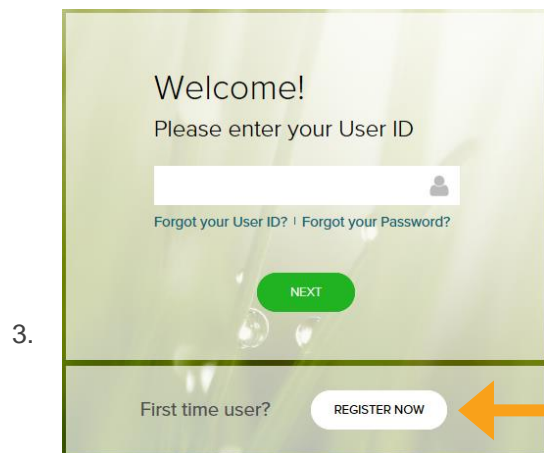 Welcome!
Please enter your User ID
Forgot your User ID? | Forgot your Password?
NEXT
3.
First time user? REGISTER NOW